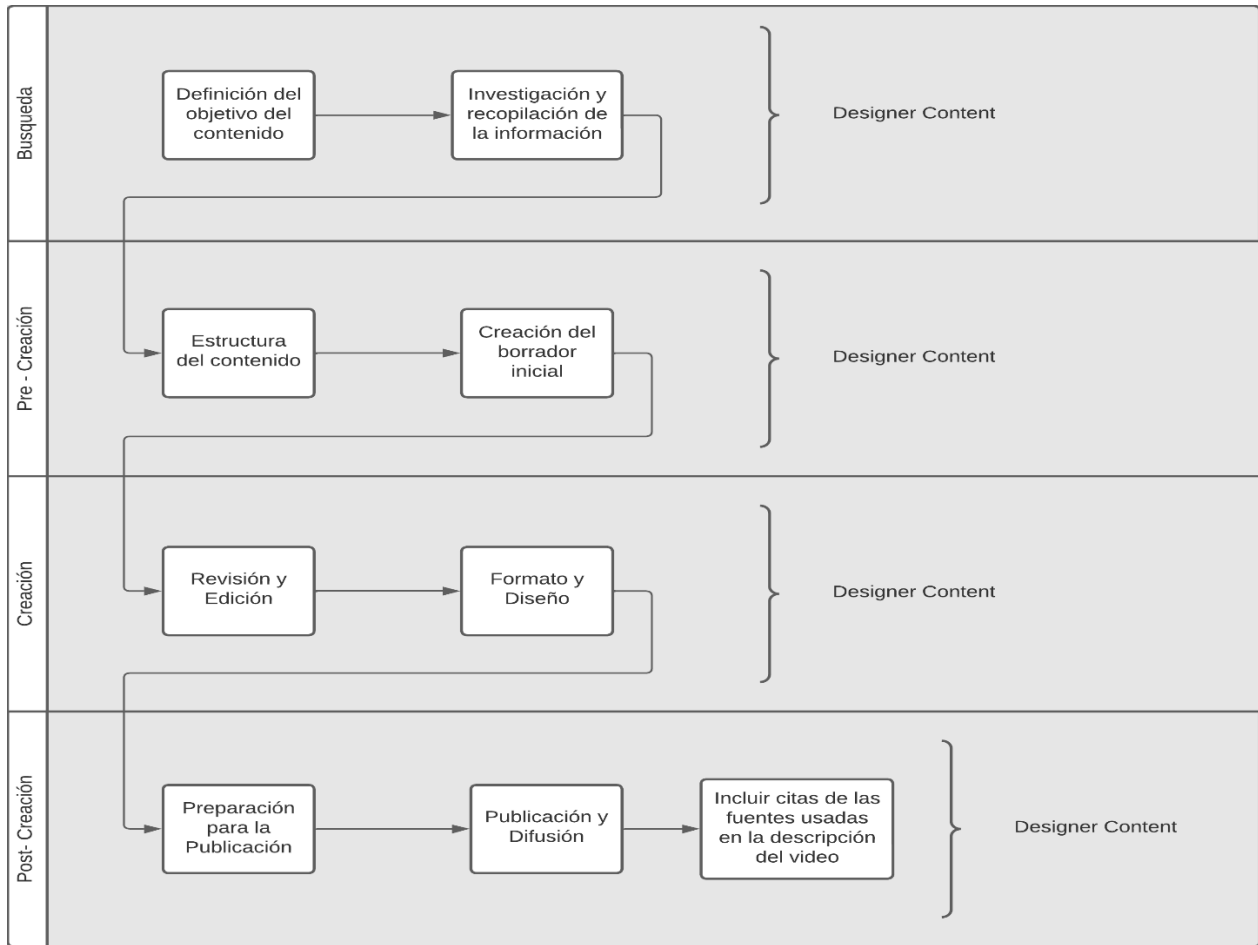 Busqueda
Definición del
objetivo del
contenido
Investigación y
recopilación de
la información
Designer Content
Pre - Creación
Estructura
del contenido
Creación del
borrador
inicial
Designer Content
Creación
Revisión y
Edición
Formato y
Diseño
Designer Content
Post- Creación
Preparación
para la
Publicación
Publicación y
Difusión
Incluir citas de las
fuentes usadas
en la descripción
del video
Designer Content